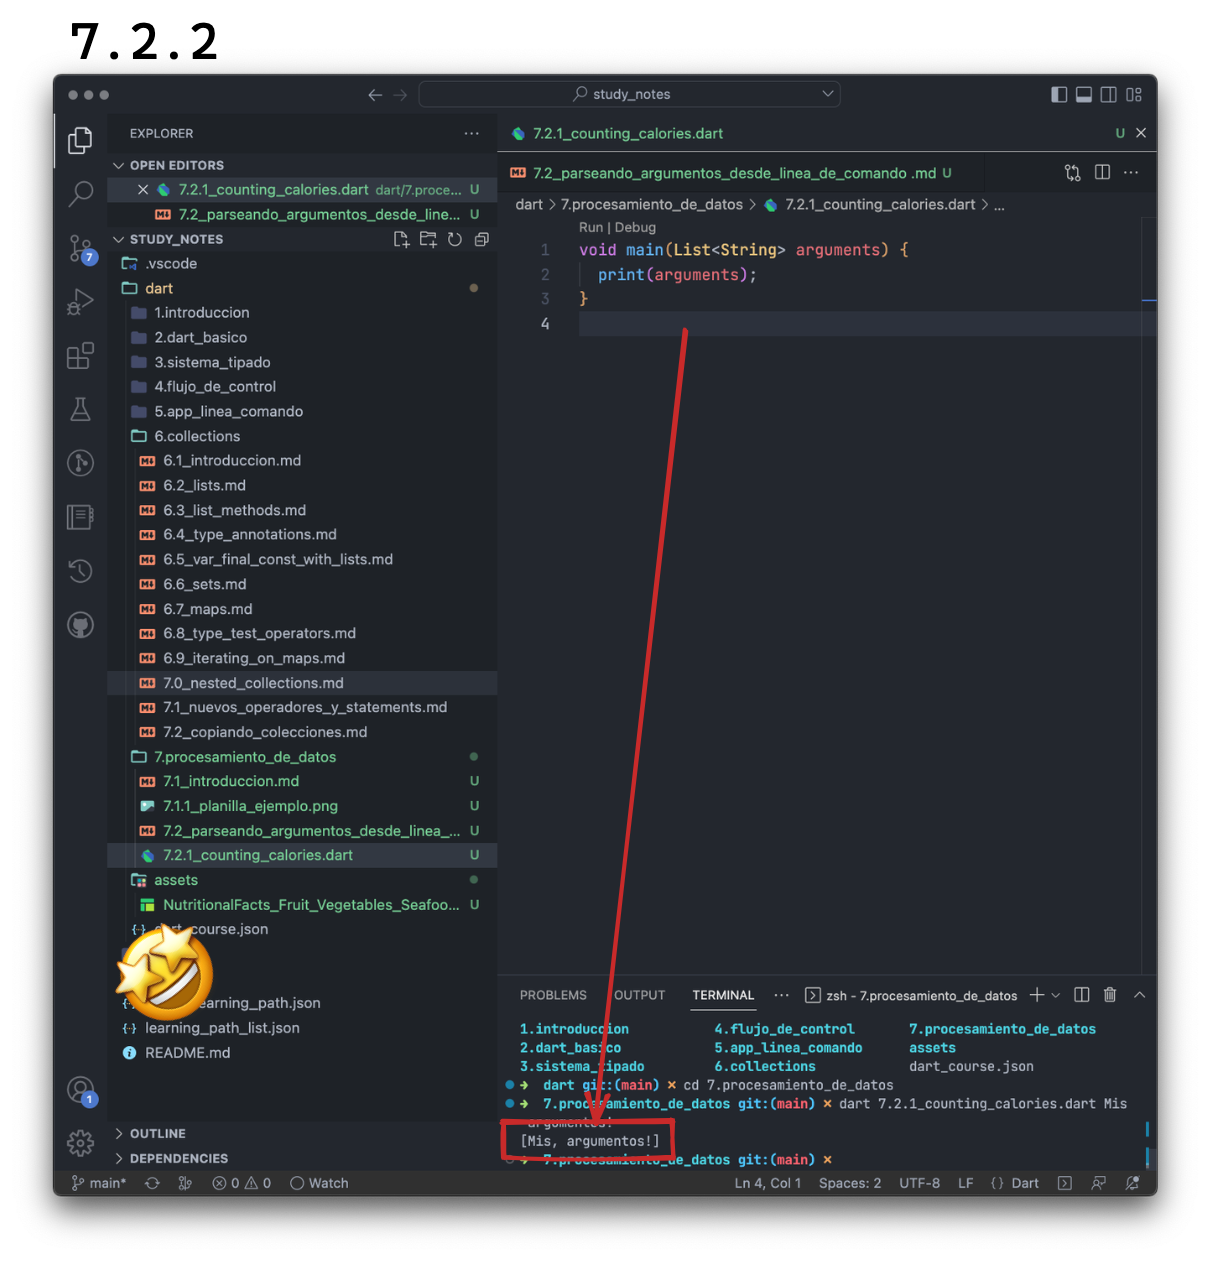 7.2.2
study_notes
EXPLORER
OPEN EDITORS
7.2.1_counting_calories.dart dart/7.proce... U
7.2_parseando_argumentos_desde_line... U
STUDY_NOTES
.vscode
dart
1.introduccion
2.dart_basico
3.sistema_tipado
4.flujo_de_control
5.app_linea_comando
6.collections
6.1_introduccion.md
6.2_lists.md
6.3_list_methods.md
6.4_type_annotations.md
6.5_var_final_const_with_lists.md
6.6_sets.md
6.7_maps.md
6.8_type_test_operators.md
6.9_iterating_on_maps.md
7.0_nested_collections.md
7.1_nuevos_operadores_y_statements.md
7.2_copiando_colecciones.md
7.procesamiento_de_datos
7.1_introduccion.md U
7.1.1_planilla_ejemplo.png U
7.2_parseando_argumentos_desde_linea_... U
7.2.1_counting_calories.dart U
assets
NutritionalFacts_Fruit_Vegetables_Seafoo... U
course.json
earning_path.json
learning_path_list.json
README.md
OUTLINE
DEPENDENCIES
7
1
7.2.1_counting_calories.dart U
7.2_parseando_argumentos_desde_linea_de_comando .md U
dart > 7.procesamiento_de_datos > 7.2.1_counting_calories.dart > ...
Run | Debug
1 void main(List<String> arguments) {
2 print(arguments);
3 }
4
PROBLEMS OUTPUT TERMINAL ... zsh - 7.procesamiento_de_datos
1.introduccion 4.flujo_de_control 7.procesamiento_de_datos
2.dart_basico 5.app_linea_comando assets
3.sistema_tipado 6.collections dart_course.json
➜ dart git:(main) ✗ cd 7.procesamiento_de_datos
➜ 7.procesamiento_de_datos git:(main) ✗ dart 7.2.1_counting_calories.dart Mis
argumentos!
[Mis, argumentos!]
➜ 7.procesamiento_de_datos git:(main) ✗
main* 0 0 Watch Ln 4, Col 1 Spaces: 2 UTF-8 LF {} Dart